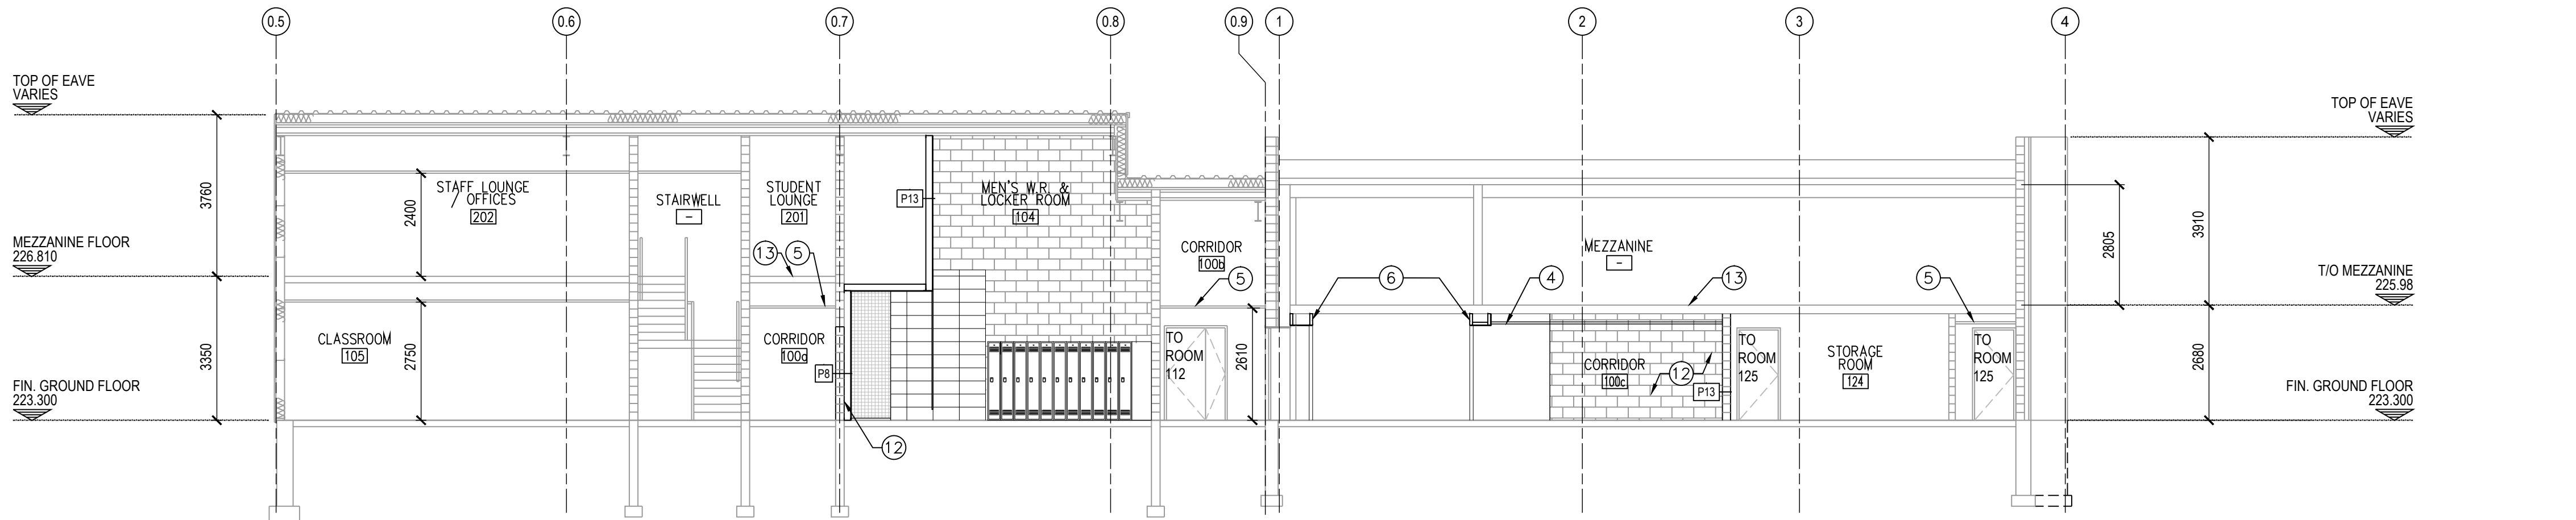 0.5
0.6
0.7
0.8
0.9
1
2
3
4
TOP OF EAVE
VARIES
TOP OF EAVE
VARIES
3760
2400
STAFF LOUNGE
/ OFFICES
202
STAIRWELL
-
STUDENT
LOUNGE
201
P13
MEN'S W.R. &
LOCKER ROOM
104
CORRIDOR
100b
MEZZANINE
-
2805
3910
MEZZANINE FLOOR
226.810
13
5
5
6
4
13
5
T/O MEZZANINE
225.98
3350
CLASSROOM
105
2750
CORRIDOR
100a
P8
TO
ROOM
112
2610
CORRIDOR
100c
12
P13
TO
ROOM
125
STORAGE
ROOM
124
TO
ROOM
125
2680
FIN. GROUND FLOOR
223.300
FIN. GROUND FLOOR
223.300
12